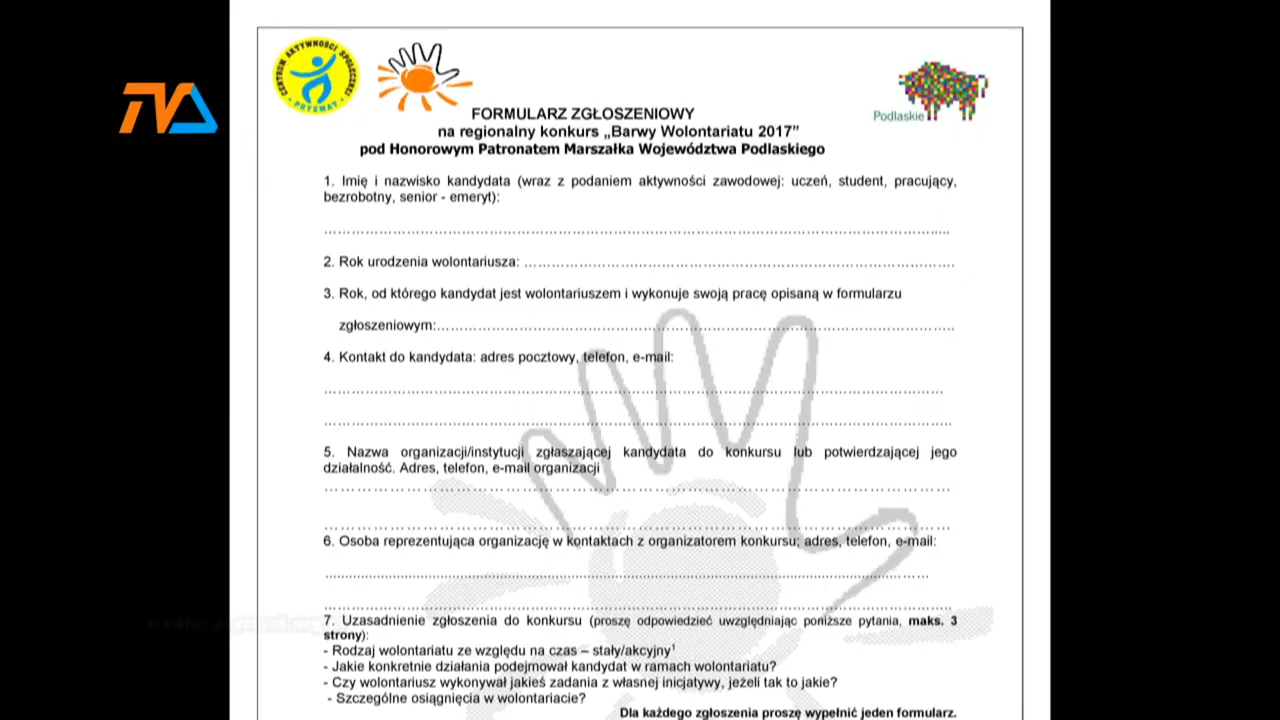 CENTRUM AKTYWNOŚCI SPOŁECZNEJ
PRYZMAT
TVA
Podlaskie
FORMULARZ ZGŁOSZENIOWY
na regionalny konkurs „Barwy Wolontariatu 2017”
pod Honorowym Patronatem Marszałka Województwa Podlaskiego
1. Imię i nazwisko kandydata (wraz z podaniem aktywności zawodowej: uczeń, student, pracujący,
bezrobotny, senior - emeryt):
2. Rok urodzenia wolontariusza:
3. Rok, od którego kandydat jest wolontariuszem i wykonuje swoją pracę opisaną w formularzu
zgłoszeniowym:
4. Kontakt do kandydata: adres pocztowy, telefon, e-mail:
5. Nazwa organizacji/instytucji zgłaszającej kandydata do konkursu lub potwierdzającej jego
działalność. Adres, telefon, e-mail organizacji
6. Osoba reprezentująca organizację w kontaktach z organizatorem konkursu; adres, telefon, e-mail:
7. Uzasadnienie zgłoszenia do konkursu (proszę odpowiedzieć uwzględniając poniższe pytania, maks. 3
strony):
- Rodzaj wolontariatu ze względu na czas – stały/akcyjny¹
- Jakie konkretnie działania podejmował kandydat w ramach wolontariatu?
- Czy wolontariusz wykonywał jakieś zadania z własnej inicjatywy, jeżeli tak to jakie?
- Szczególne osiągnięcia w wolontariacie?
Dla każdego zgłoszenia proszę wypełnić jeden formularz.